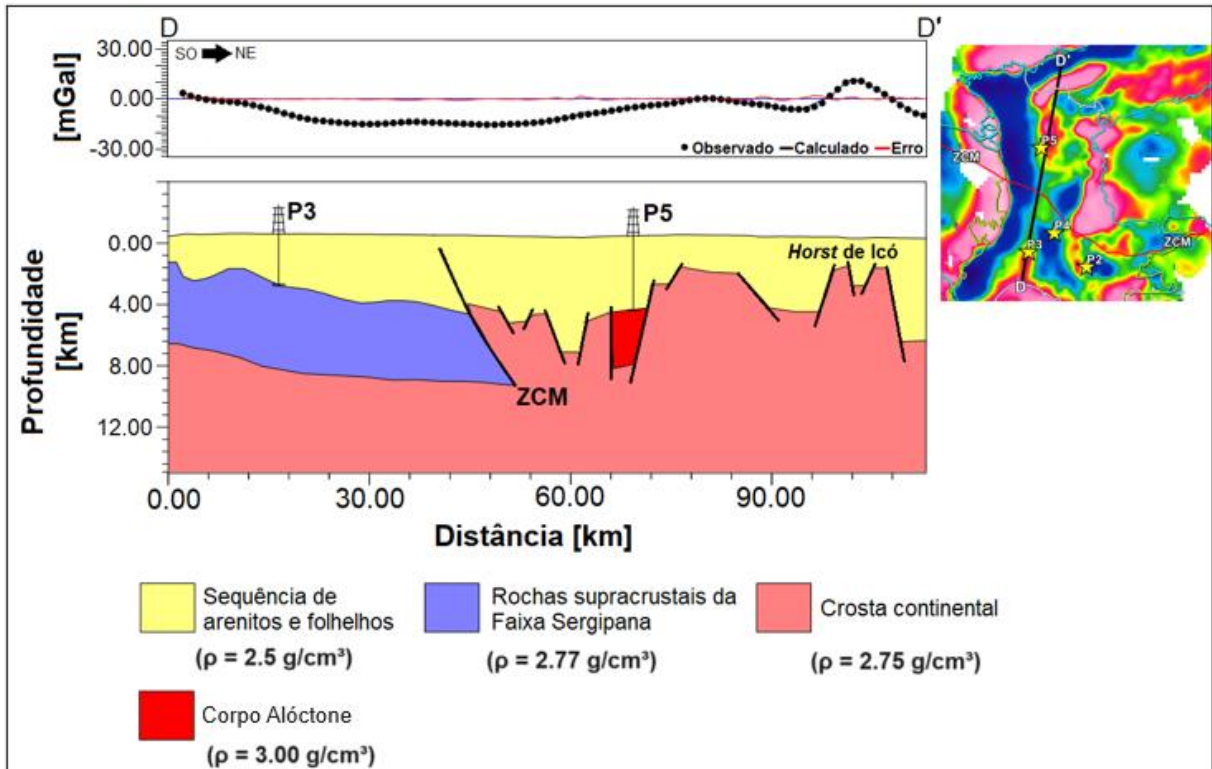 D
D'
SO NE
30.00
0.00
-30.00
[mGal]
Observado Calculado Erro
P3
P5
Horst de Icó
ZCM
0.00
4.00
8.00
12.00
Profundidade
[km]
0.00 30.00 60.00 90.00
Distância [km]
D'
P5
ZCM
P4
P3
ZCM
P2
D
Sequência de
arenitos e folhelhos
(ρ = 2.5 g/cm³)
Rochas supracrustais da
Faixa Sergipana
(ρ = 2.77 g/cm³)
Crosta continental
(ρ = 2.75 g/cm³)
Corpo Alóctone
(ρ = 3.00 g/cm³)